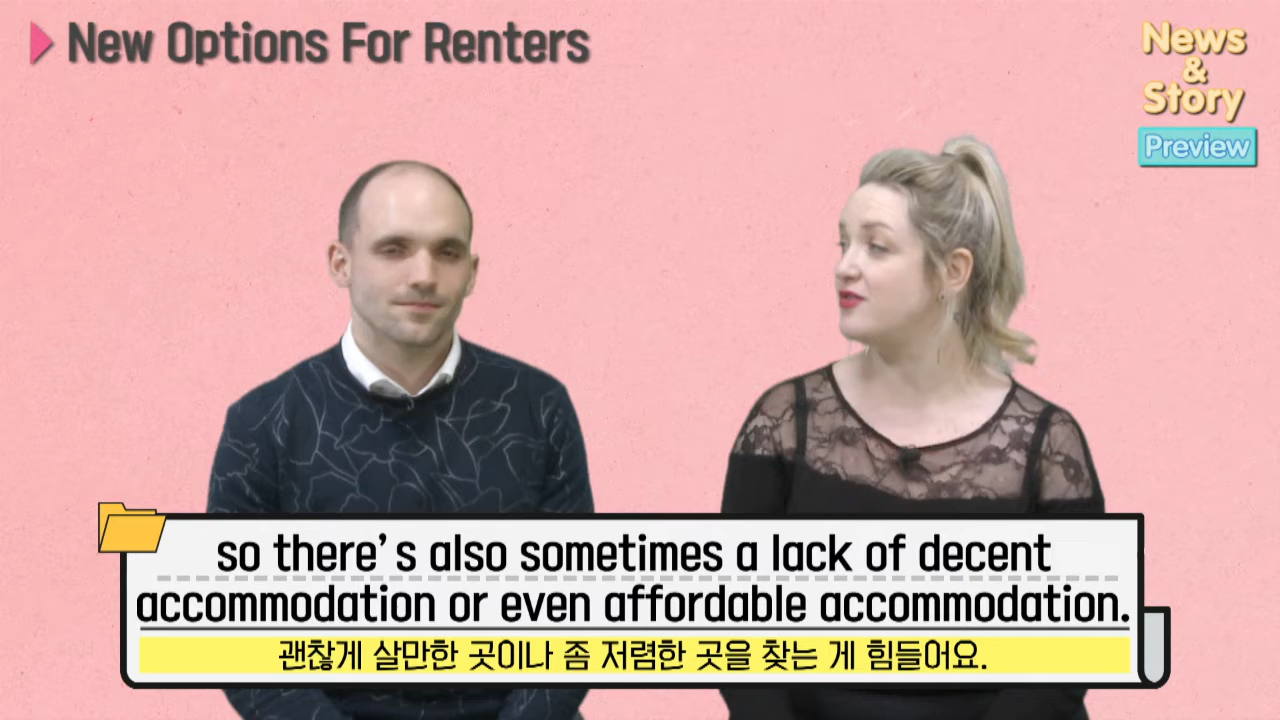 New Options For Renters
News
&
Story
Preview
so there's also sometimes a lack of decent
accommodation or even affordable accommodation.
괜찮게 살만한 곳이나 좀 저렴한 곳을 찾는 게 힘들어요.